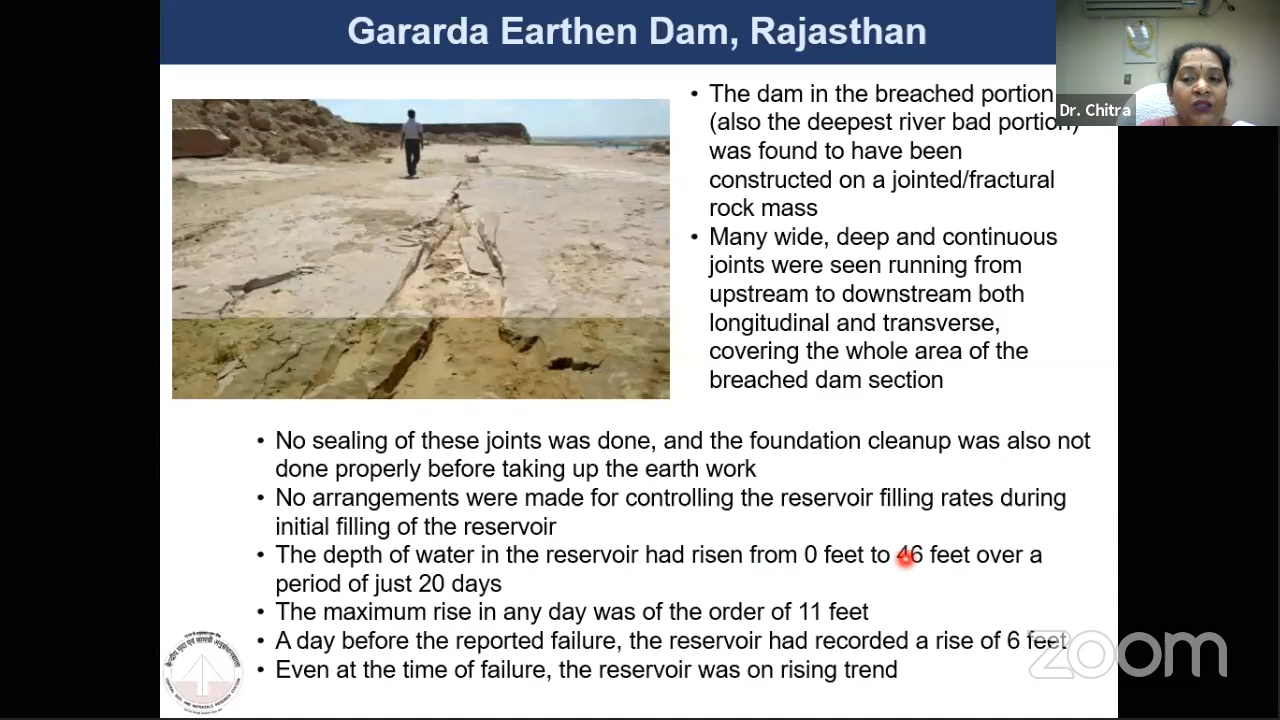 Gararda Earthen Dam, Rajasthan
Dr. Chitra
• The dam in the breached portion
(also the deepest river bad portion)
was found to have been
constructed on a jointed/fractural
rock mass
• Many wide, deep and continuous
joints were seen running from
upstream to downstream both
longitudinal and transverse,
covering the whole area of the
breached dam section
• No sealing of these joints was done, and the foundation cleanup was also not
done properly before taking up the earth work
• No arrangements were made for controlling the reservoir filling rates during
initial filling of the reservoir
• The depth of water in the reservoir had risen from 0 feet to 46 feet over a
period of just 20 days
• The maximum rise in any day was of the order of 11 feet
• A day before the reported failure, the reservoir had recorded a rise of 6 feet
• Even at the time of failure, the reservoir was on rising trend
zoom